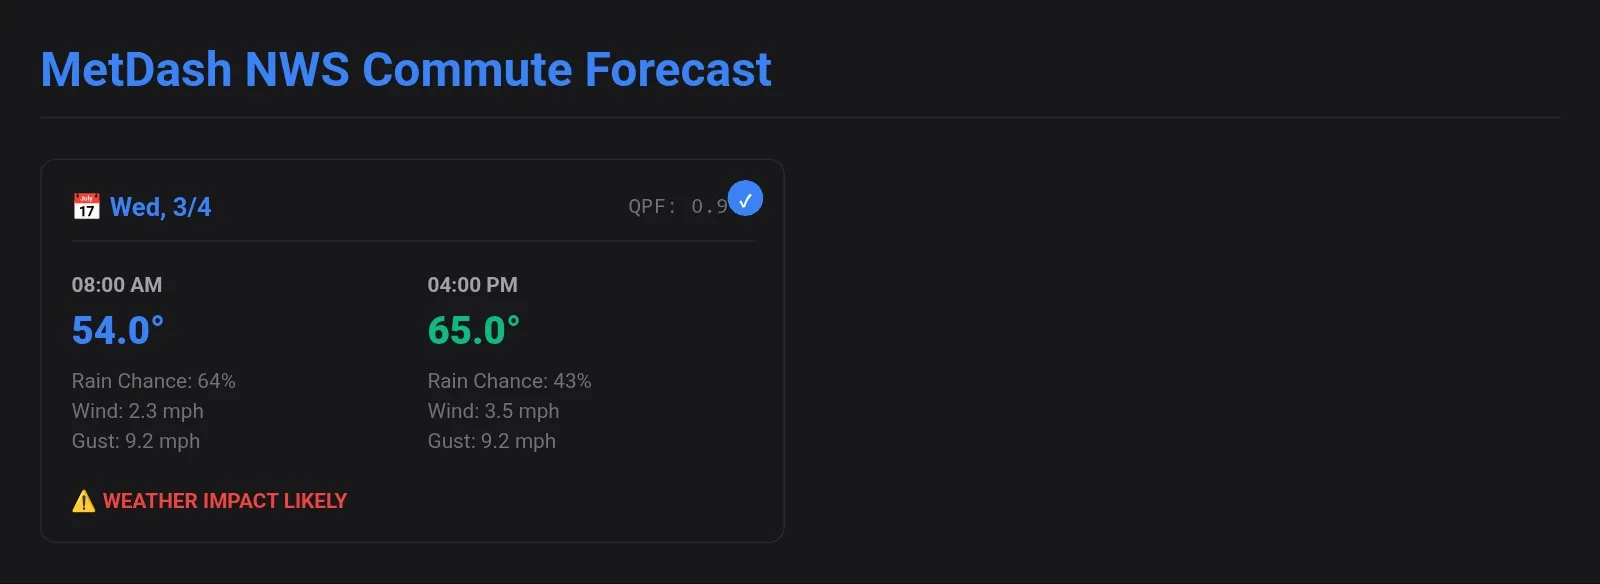 MetDash NWS Commute Forecast
📅 Wed, 3/4 QPF: 0.9
08:00 AM 04:00 PM
54.0° 65.0°
Rain Chance: 64% Rain Chance: 43%
Wind: 2.3 mph Wind: 3.5 mph
Gust: 9.2 mph Gust: 9.2 mph
⚠️ WEATHER IMPACT LIKELY